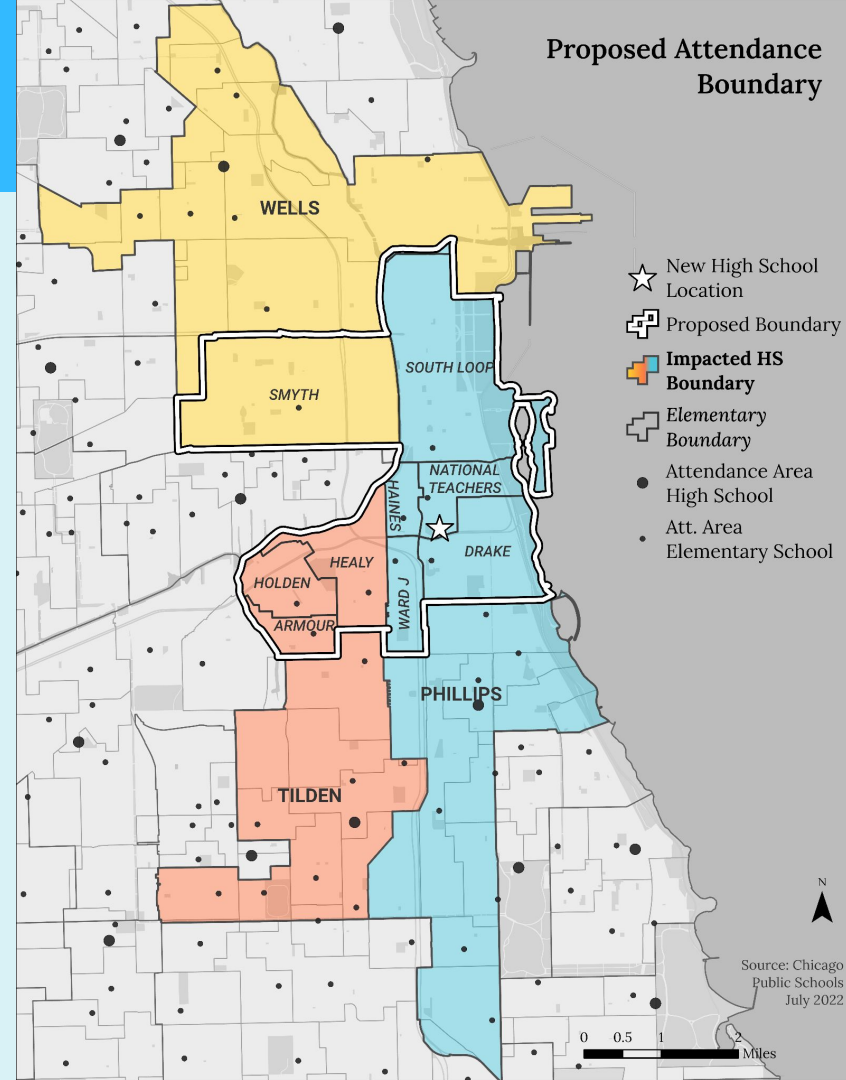 Proposed Attendance
Boundary
WELLS
New High School
Location
Proposed Boundary
Impacted HS
Boundary
Elementary
Boundary
Attendance Area
High School
Att. Area
Elementary School
SOUTH LOOP
SMYTH
NATIONAL
TEACHERS
HAINES
DRAKE
HEALY
HOLDEN
WARD J
ARMOUR
PHILLIPS
TILDEN
N
Source: Chicago
Public Schools
July 2022
0 0.5 1 2
Miles